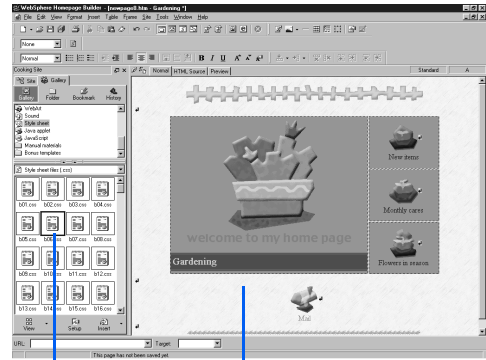 WebSphere Homepage Builder - [newpage8.htm - Gardening *]
File Edit View Format Insert Table Frame Site Tools Window Help
None
Normal
B I U
Cooking Site
Site Gallery
Gallery Folder Bookmark History
WebArt
Sound
Style sheet
Java applet
JavaScript
Manual materials
Bonus templates
Style sheet files (.css)
b01.css b02.css b03.css b04.css
b05.css b06.css b07.css b08.css
b09.css b10.css b11.css b12.css
b13.css b14.css b15.css b16.css
View Setup Insert
Normal HTML Source Preview
Standard A
welcome to my home page
Gardening
New items
Monthly cares
Flowers in season
Mail
URL: Target:
This page has not been saved yet.